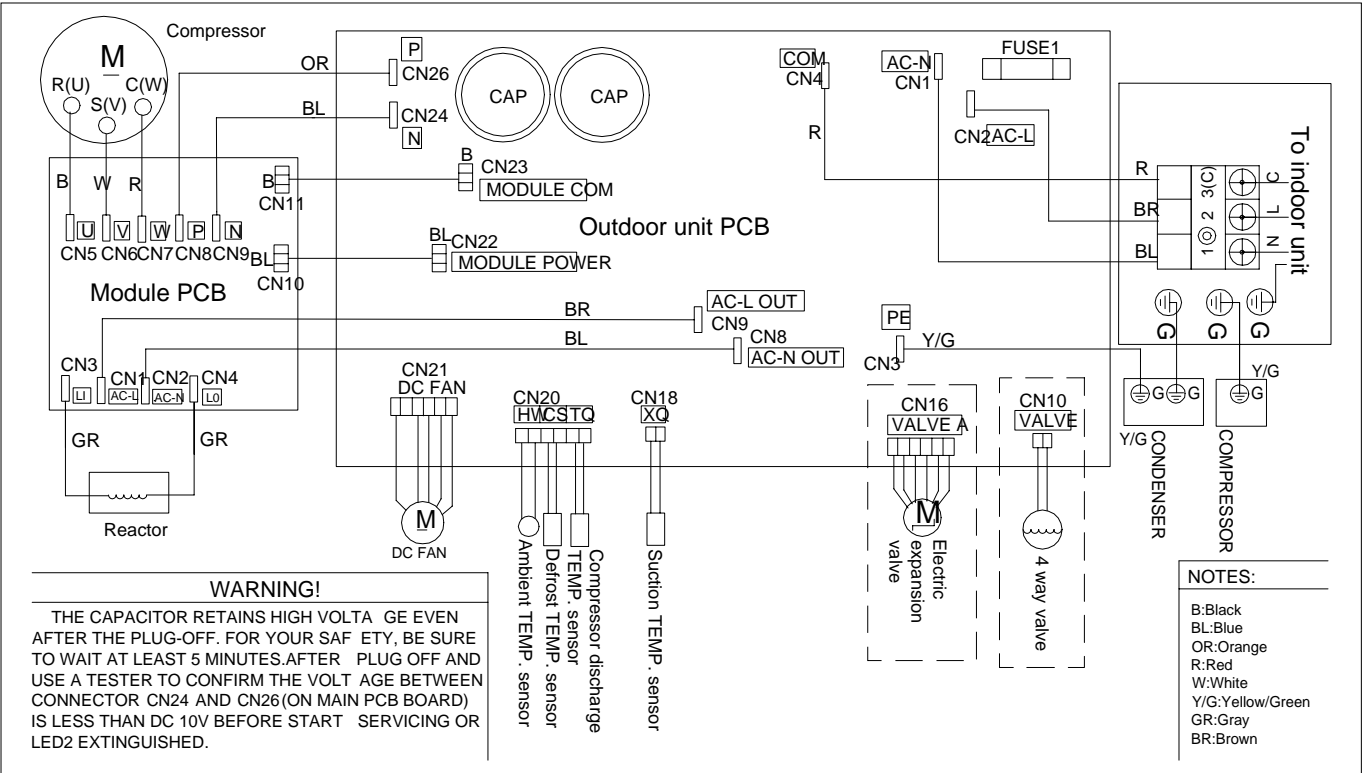 Compressor
M
R(U)
S(V)
C(W)
OR
BL
P
CN26
CN24
N
CAP
CAP
COM
CN4
AC-N
CN1
FUSE1
CN2 AC-L
R
B
W
R
U
V
W
P
N
CN5 CN6 CN7 CN8 CN9
B
CN11
B
CN23
MODULE COM
BL
CN10
BL
CN22
MODULE POWER
Outdoor unit PCB
Module PCB
R
BR
BL
1
2
3(C)
C
L
N
To indoor unit
G
G
G
BR
BL
AC-L OUT
CN9
CN8
AC-N OUT
PE
CN3
Y/G
CN3
LI
CN1
AC-L
CN2
AC-N
CN4
L0
GR
GR
Reactor
CN21
DC FAN
M
DC FAN
CN20
HW CS TQ
Ambient TEMP. sensor
Defrost TEMP. sensor
Compressor discharge
TEMP. sensor
CN18
XQ
Suction TEMP. sensor
CN16
VALVE A
M
Electric
expansion
valve
CN10
VALVE
4 way valve
G
G
Y/G
CONDENSER
Y/G
G
COMPRESSOR
WARNING!
THE CAPACITOR RETAINS HIGH VOLTA GE EVEN
AFTER THE PLUG-OFF. FOR YOUR SAF ETY, BE SURE
TO WAIT AT LEAST 5 MINUTES.AFTER PLUG OFF AND
USE A TESTER TO CONFIRM THE VOLT AGE BETWEEN
CONNECTOR CN24 AND CN26(ON MAIN PCB BOARD)
IS LESS THAN DC 10V BEFORE START SERVICING OR
LED2 EXTINGUISHED.
NOTES:
B:Black
BL:Blue
OR:Orange
R:Red
W:White
Y/G:Yellow/Green
GR:Gray
BR:Brown